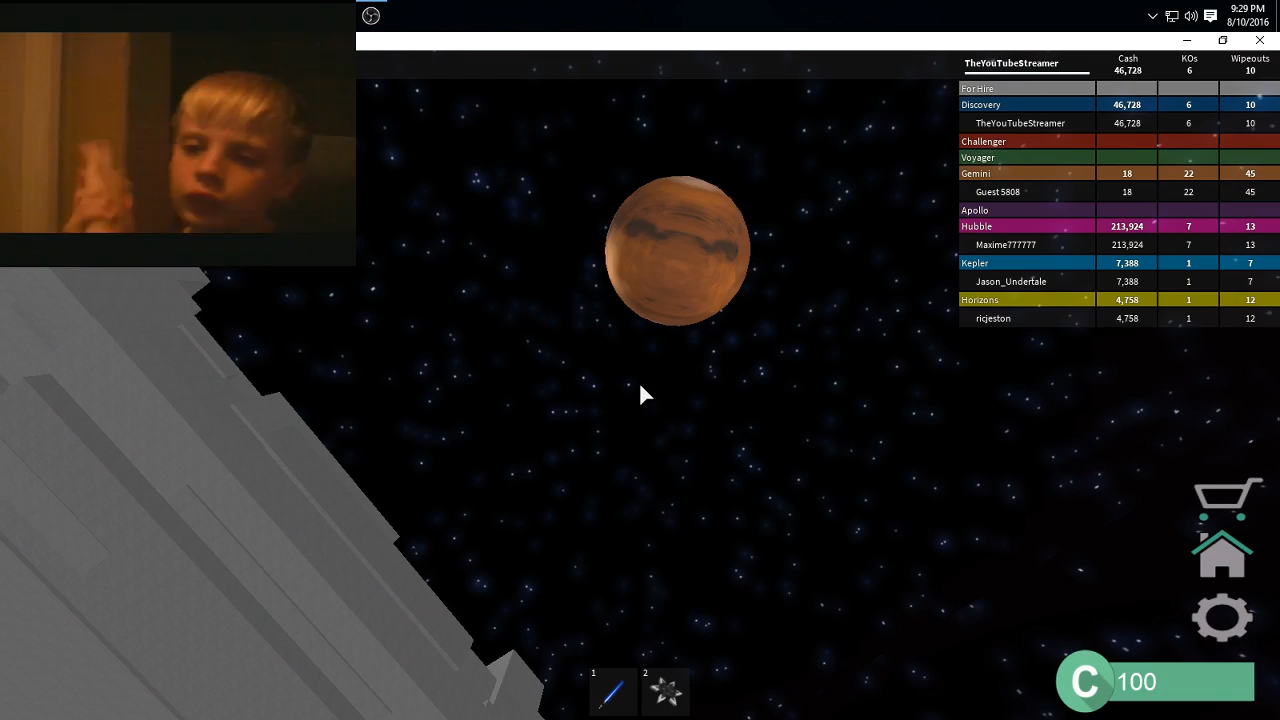 9:29 PM
8/10/2016
TheYouTubeStreamer Cash KOs Wipeouts
46,728 6 10
For Hire
Discovery 46,728 6 10
TheYouTubeStreamer 46,728 6 10
Challenger
Voyager
Gemini 18 22 45
Guest 5808 18 22 45
Apollo
Hubble 213,924 7 13
Maxime777777 213,924 7 13
Kepler 7,388 1 7
Jason_Undertale 7,388 1 7
Horizons 4,758 1 12
ricjeston 4,758 1 12
1 2
C 100